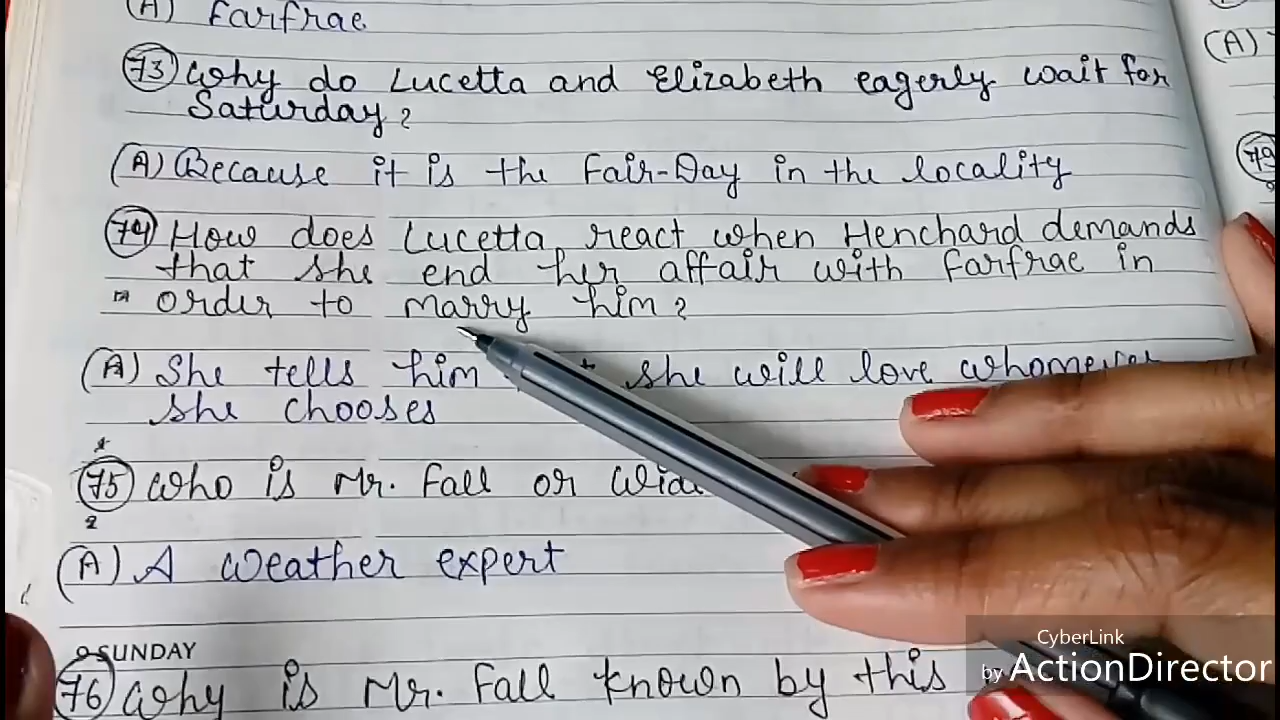 (A) Farfrae
73 Why do Lucetta and Elizabeth eagerly wait for
Saturday?
(A) Because it is the Fair-Day in the locality
74 How does Lucetta react when Henchard demands
that she end her affair with Farfrae in
order to marry him?
(A) She tells him she will love whomever
she chooses
75 Who is Mr. Fall or
(A) A Weather expert
SUNDAY
76 Why is Mr. Fall known by this
(A)
79
CyberLink
by ActionDirector